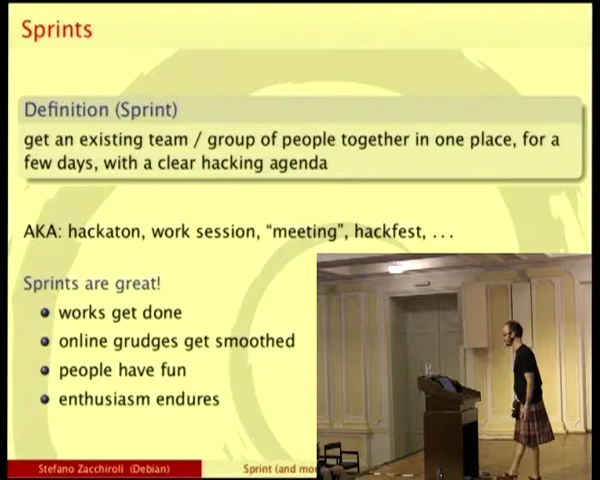 Sprints
Definition (Sprint)
get an existing team / group of people together in one place, for a
few days, with a clear hacking agenda
AKA: hackaton, work session, “meeting”, hackfest, ...
Sprints are great!
works get done
online grudges get smoothed
people have fun
enthusiasm endures
Stefano Zacchiroli (Debian)
Sprint (and mo